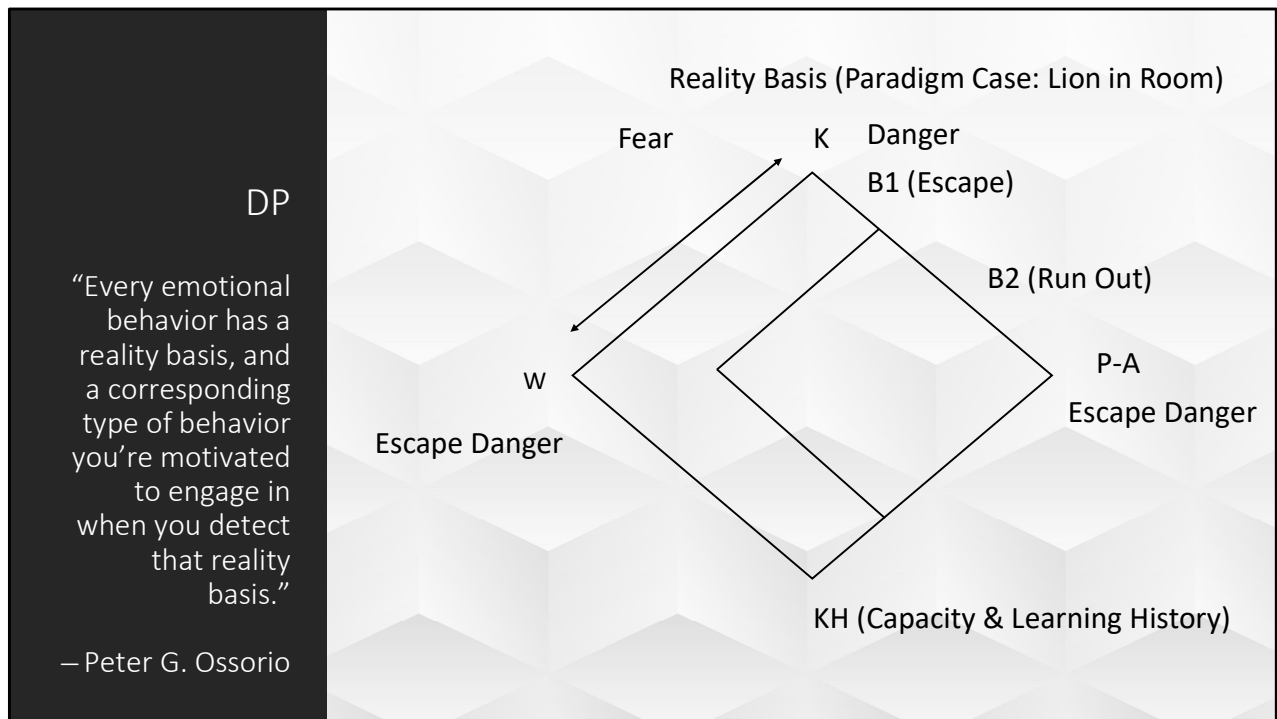 DP
“Every emotional
behavior has a
reality basis, and
a corresponding
type of behavior
you’re motivated
to engage in
when you detect
that reality
basis.”
– Peter G. Ossorio
Reality Basis (Paradigm Case: Lion in Room)
Fear
K
Danger
B1 (Escape)
B2 (Run Out)
W
P-A
Escape Danger
Escape Danger
KH (Capacity & Learning History)